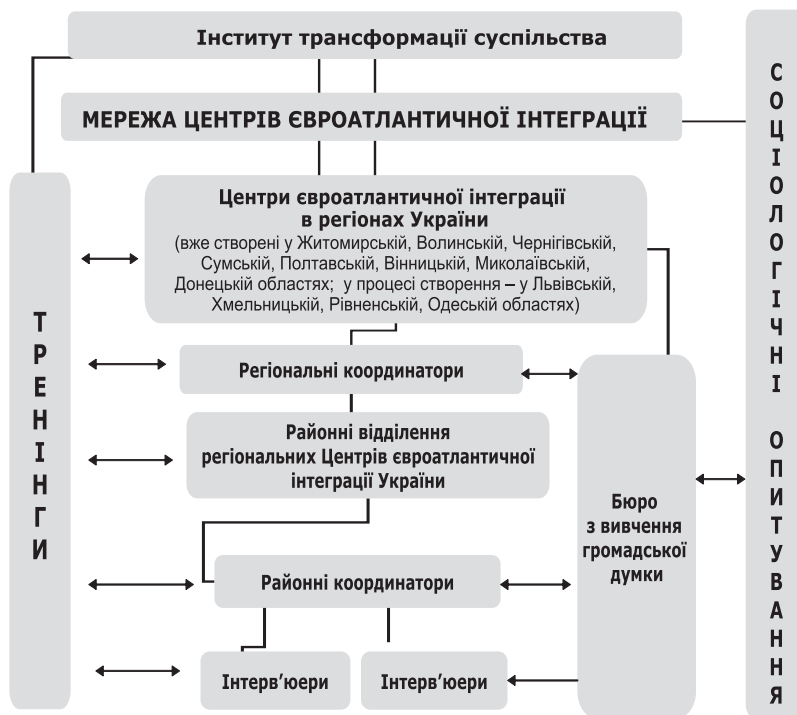 Інститут трансформації суспільства
МЕРЕЖА ЦЕНТРІВ ЄВРОАТЛАНТИЧНОЇ ІНТЕГРАЦІЇ
Центри євроатлантичної інтеграції
в регіонах України
(вже створені у Житомирській, Волинській, Чернігівській,
Сумській, Полтавській, Вінницькій, Миколаївській,
Донецькій областях; у процесі створення – у Львівській,
Хмельницькій, Рівненській, Одеській областях)
ТРЕНІНГИ
Регіональні координатори
Районні відділення
регіональних Центрів євроатлантичної
інтеграції України
Районні координатори
Інтерв’юери
Інтерв’юери
Бюро
з вивчення
громадської
думки
СОЦІОЛОГІЧНІ ОПИТУВАННЯ